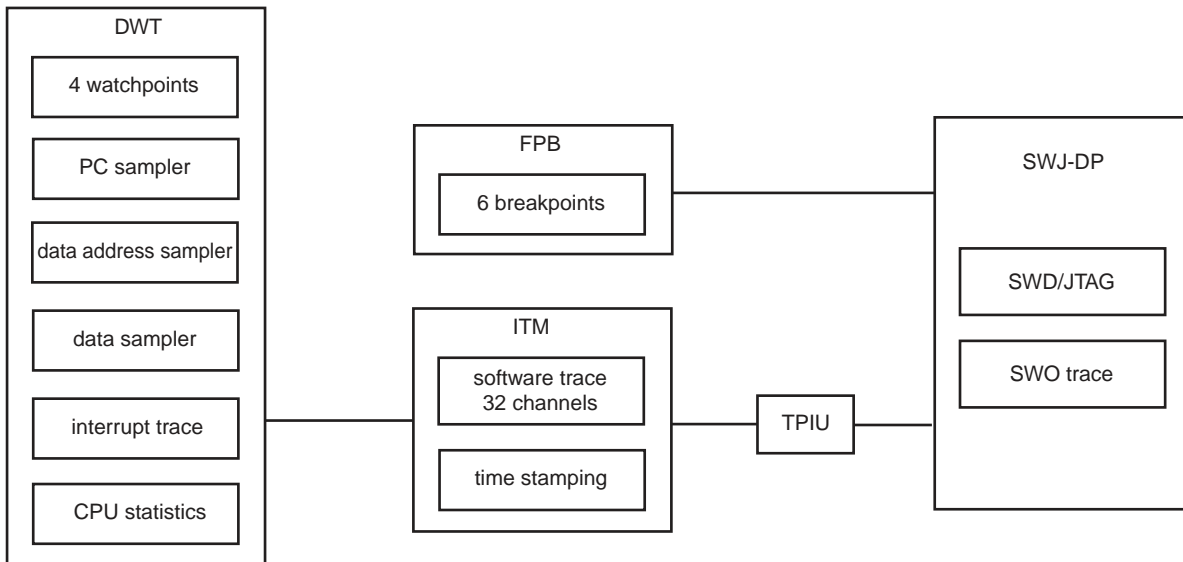 DWT
4 watchpoints
PC sampler
data address sampler
data sampler
interrupt trace
CPU statistics
FPB
6 breakpoints
ITM
software trace
32 channels
time stamping
TPIU
SWJ-DP
SWD/JTAG
SWO trace